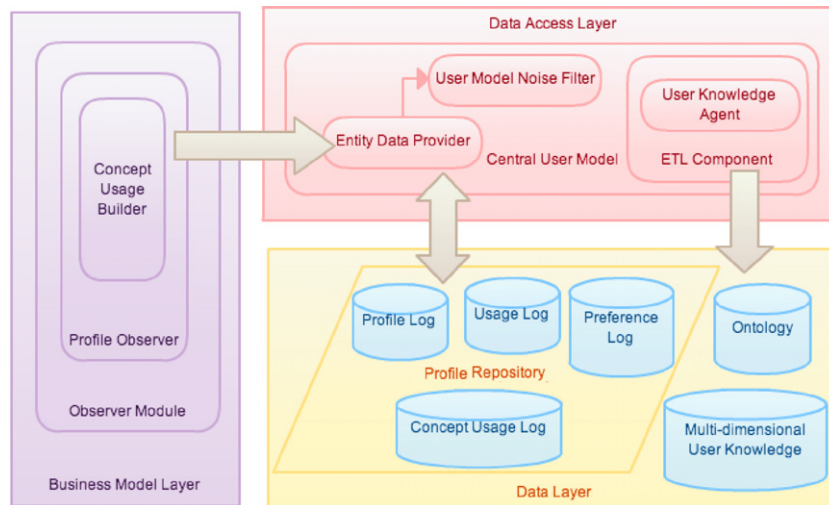 Concept
Usage
Builder
Profile Observer
Observer Module
Business Model Layer
Data Access Layer
User Model Noise Filter
Entity Data Provider
Central User Model
User Knowledge
Agent
ETL Component
Profile Log
Usage Log
Preference
Log
Ontology
Profile Repository
Concept Usage Log
Multi-dimensional
User Knowledge
Data Layer